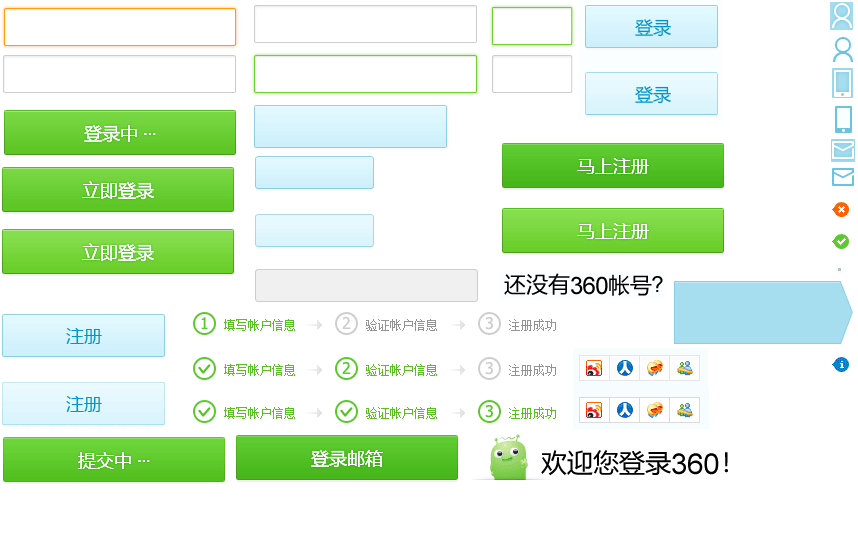 登录
登录
登录中 ···
马上注册
立即登录
马上注册
立即登录
还没有360帐号?
注册
1 填写帐户信息 2 验证帐户信息 3 注册成功
填写帐户信息 2 验证帐户信息 3 注册成功
注册
填写帐户信息 验证帐户信息 3 注册成功
提交中 ···
登录邮箱
欢迎您登录360!